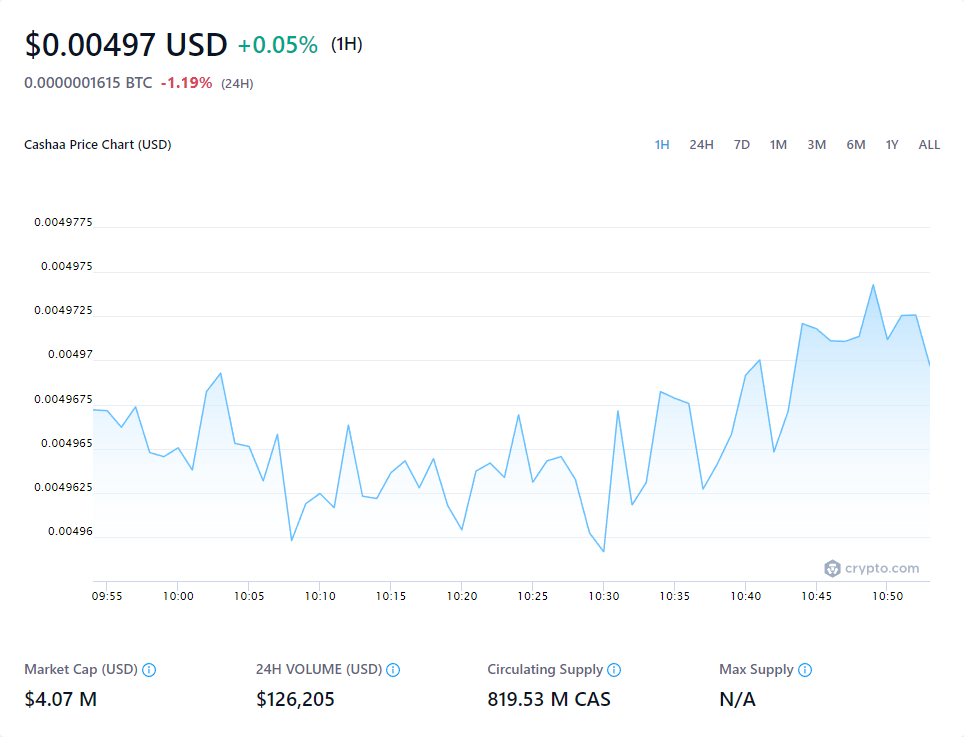 $0.00497 USD +0.05% (1H)
0.0000001615 BTC -1.19% (24H)
Cashaa Price Chart (USD)
1H 24H 7D 1M 3M 6M 1Y ALL
0.0049775
0.004975
0.0049725
0.00497
0.0049675
0.004965
0.0049625
0.00496
crypto.com
09:55 10:00 10:05 10:10 10:15 10:20 10:25 10:30 10:35 10:40 10:45 10:50
Market Cap (USD) 24H VOLUME (USD) Circulating Supply Max Supply
$4.07 M $126,205 819.53 M CAS N/A